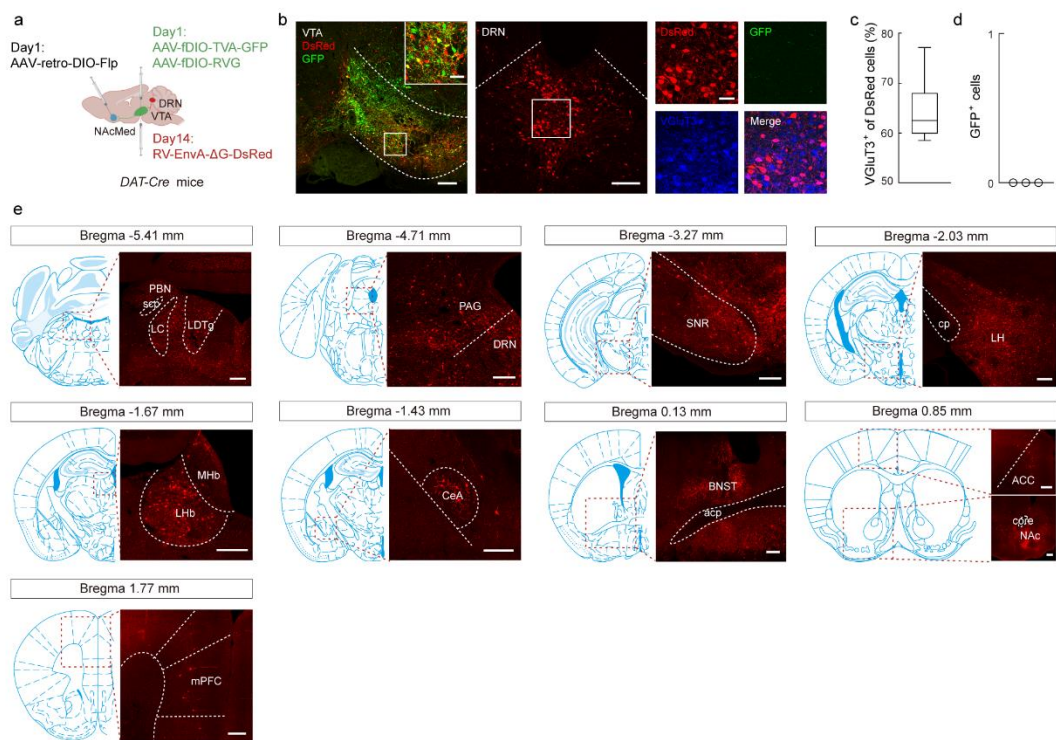 a
Day1:
AAV-retro-DIO-Flp
Day1:
AAV-fDIO-TVA-GFP
AAV-fDIO-RVG
DRN
VTA
NAcMed
Day14:
RV-EnvA-ΔG-DsRed
DAT-Cre mice
b
VTA
DsRed
GFP
DRN
DsRed
GFP
VGluT3
Merge
c
VGluT3+ of DsRed cells (%)
80
70
60
50
d
GFP+ cells
1
0
e
Bregma -5.41 mm
PBN
scp
LC
LDTg
Bregma -4.71 mm
PAG
DRN
Bregma -3.27 mm
SNR
Bregma -2.03 mm
cp
LH
Bregma -1.67 mm
MHb
LHb
Bregma -1.43 mm
CeA
Bregma 0.13 mm
BNST
acp
Bregma 0.85 mm
ACC
core
NAc
Bregma 1.77 mm
mPFC